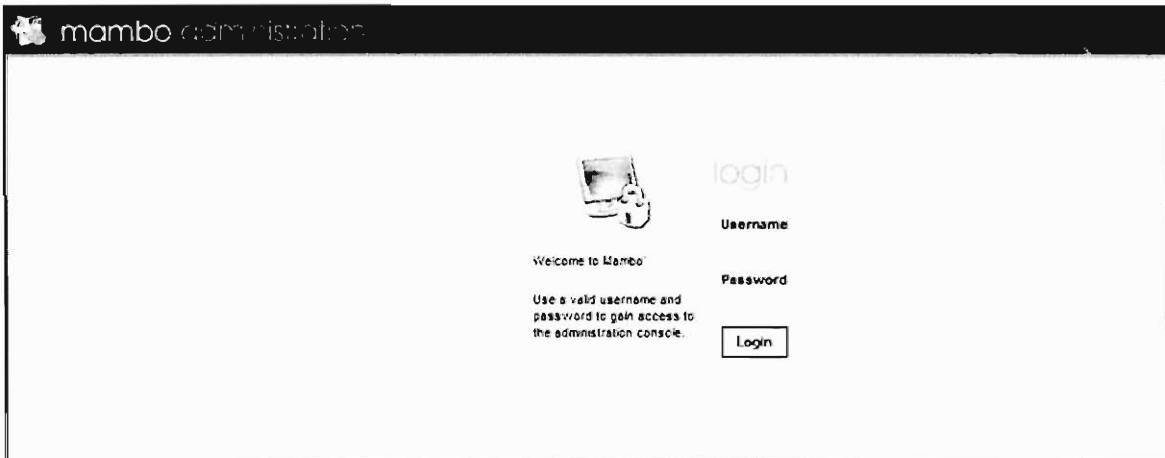 mambo administration
login
Username
Welcome to Mambo!
Password
Use a valid username and
password to gain access to
the administration console.
Login